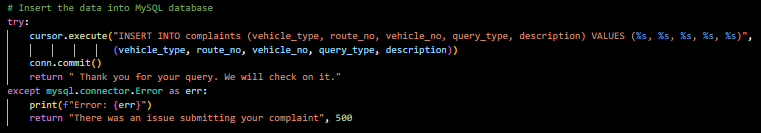 # Insert the data into MySQL database
try:
    cursor.execute("INSERT INTO complaints (vehicle_type, route_no, vehicle_no, query_type, description) VALUES (%s, %s, %s, %s, %s)",
                   (vehicle_type, route_no, vehicle_no, query_type, description))
    conn.commit()
    return " Thank you for your query. We will check on it."
except mysql.connector.Error as err:
    print(f"Error: {err}")
    return "There was an issue submitting your complaint", 500